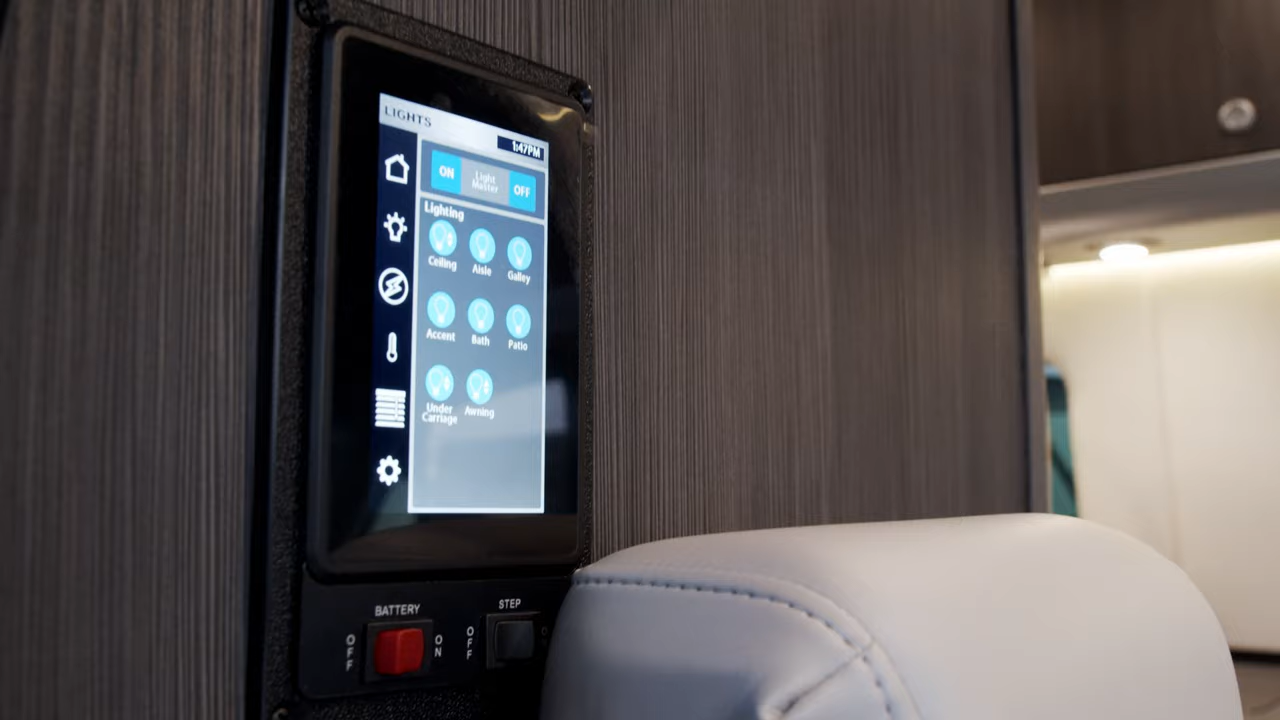 LIGHTS
1:47PM
ON
Light
Master
OFF
Lighting
Ceiling
Aisle
Galley
Accent
Bath
Patio
Under
Carriage
Awning
BATTERY
OFF
ON
STEP
OFF